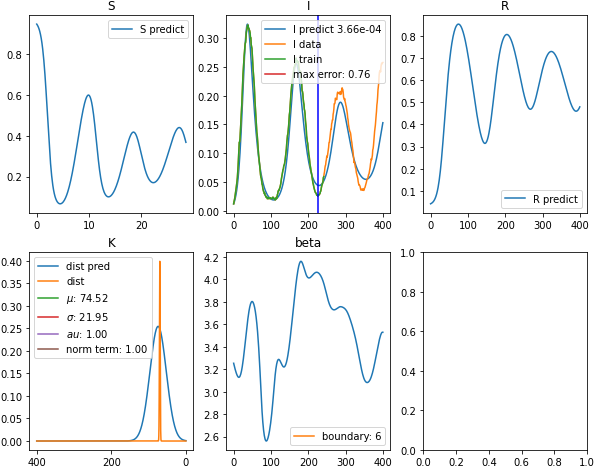 S
I
R
S predict
I predict 3.66e-04
I data
I train
max error: 0.76
R predict
0.8
0.6
0.4
0.2
0.30
0.25
0.20
0.15
0.10
0.05
0.00
0.8
0.7
0.6
0.5
0.4
0.3
0.2
0.1
0 10 20
0 100 200 300 400
0 100 200 300 400
K
beta
dist pred
dist
μ: 74.52
σ: 21.95
au: 1.00
norm term: 1.00
boundary: 6
0.40
0.35
0.30
0.25
0.20
0.15
0.10
0.05
0.00
4.2
4.0
3.8
3.6
3.4
3.2
3.0
2.8
2.6
1.0
0.8
0.6
0.4
0.2
0.0
400 200 0
0 100 200 300 400
0.0 0.2 0.4 0.6 0.8 1.0